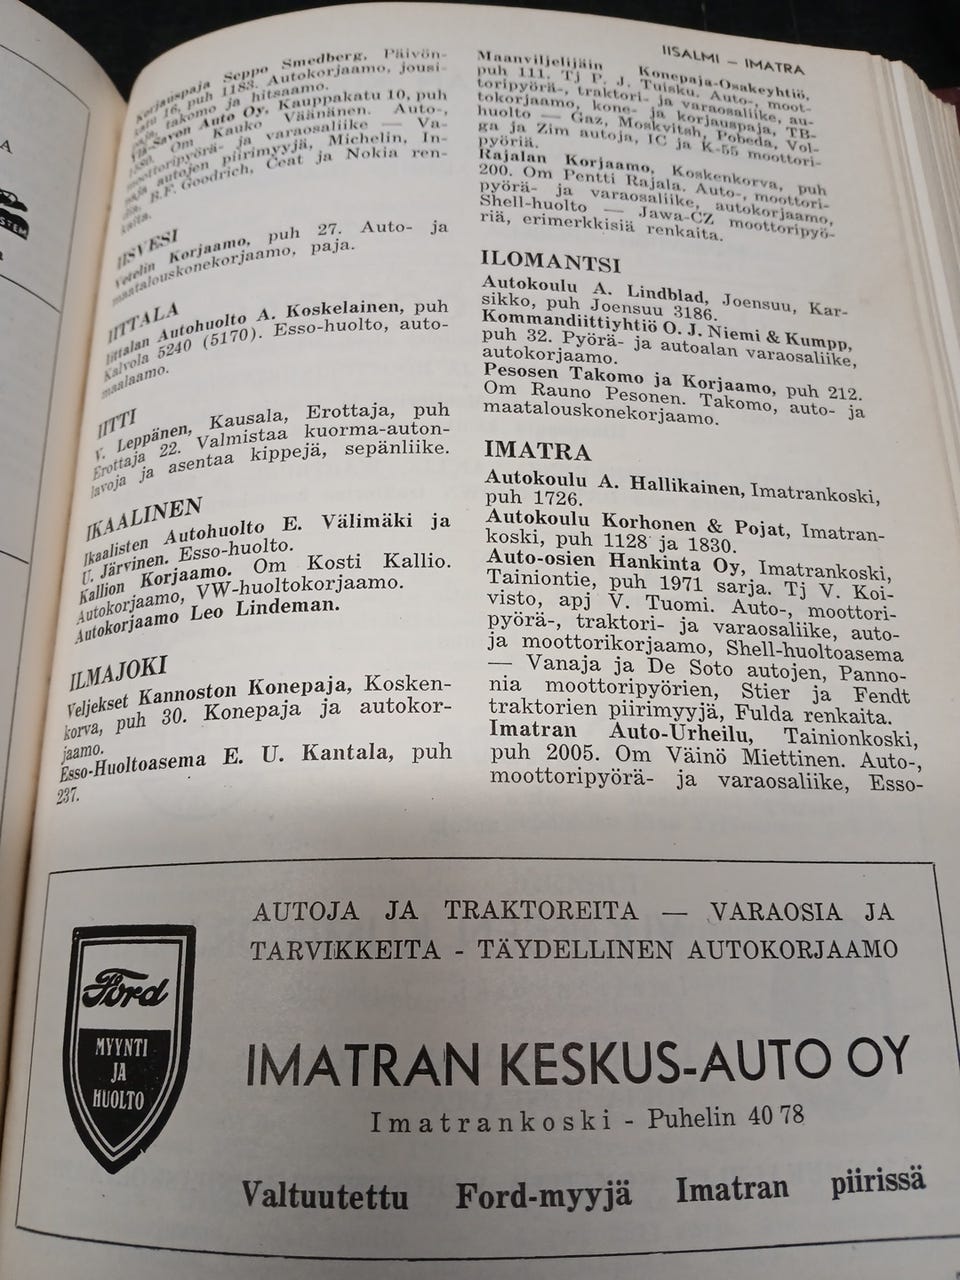 IISALMI – IMATRA
Korjauspaja Seppo Smedberg, Päivön-
katu 16, puh 1183. Autokorjaamo, jousi-
paja, takomo ja hitsaamo.
Ylä-Savon Auto Oy, Kauppakatu 10, puh
1580. Om Kauko Väänänen. Auto-,
moottoripyörä- ja varaosaliike — Va-
naja autojen piirimyyjä, Michelin, In-
dia, B.F. Goodrich, Ceat ja Nokia ren-
kaita.
IISVESI
Vetelin Korjaamo, puh 27. Auto- ja
maatalouskonekorjaamo, paja.
IITTALA
Iittalan Autohuolto A. Koskelainen, puh
Kalvola 5240 (5170). Esso-huolto, auto-
maalaamo.
IITTI
V. Leppänen, Kausala, Erottaja, puh
Erottaja 22. Valmistaa kuorma-auton-
lavoja ja asentaa kippejä, sepänliike.
IKAALINEN
Ikaalisten Autohuolto E. Välimäki ja
U. Järvinen. Esso-huolto.
Kallion Korjaamo. Om Kosti Kallio.
Autokorjaamo, VW-huoltokorjaamo.
Autokorjaamo Leo Lindeman.
ILMAJOKI
Veljekset Kannoston Konepaja, Kosken-
korva, puh 30. Konepaja ja autokor-
jaamo.
Esso-Huoltoasema E. U. Kantala, puh
237.
Maanviljelijäin Konepaja-Osakeyhtiö,
puh 111. Tj P. J. Tuisku. Auto-, moot-
toripyörä-, traktori- ja varaosaliike, au-
tokorjaamo, kone- ja korjauspaja, TB-
huolto — Gaz, Moskvitsh, Pobeda, Vol-
ga ja Zim autoja, IC ja K-55 moottori-
pyöriä.
Rajalan Korjaamo, Koskenkorva, puh
200. Om Pentti Rajala. Auto-, moottori-
pyörä- ja varaosaliike, autokorjaamo,
Shell-huolto — Jawa-CZ moottoripyö-
riä, erimerkkisiä renkaita.
ILOMANTSI
Autokoulu A. Lindblad, Joensuu, Kar-
sikko, puh Joensuu 3186.
Kommandiittiyhtiö O. J. Niemi & Kumpp,
puh 32. Pyörä- ja autoalan varaosaliike,
autokorjaamo.
Pesosen Takomo ja Korjaamo, puh 212.
Om Rauno Pesonen. Takomo, auto- ja
maatalouskonekorjaamo.
IMATRA
Autokoulu A. Hallikainen, Imatrankoski,
puh 1726.
Autokoulu Korhonen & Pojat, Imatran-
koski, puh 1128 ja 1830.
Auto-osien Hankinta Oy, Imatrankoski,
Tainiontie, puh 1971 sarja. Tj V. Koi-
visto, apj V. Tuomi. Auto-, moottori-
pyörä-, traktori- ja varaosaliike, auto-
ja moottorikorjaamo, Shell-huoltoasema
— Vanaja ja De Soto autojen, Panno-
nia moottoripyörien, Stier ja Fendt
traktorien piirimyyjä, Fulda renkaita.
Imatran Auto-Urheilu, Tainionkoski,
puh 2005. Om Väinö Miettinen. Auto-,
moottoripyörä- ja varaosaliike, Esso-
AUTOJA JA TRAKTOREITA — VARAOSIA JA
TARVIKKEITA - TÄYDELLINEN AUTOKORJAAMO
Ford
MYYNTI
JA
HUOLTO
IMATRAN KESKUS-AUTO OY
Imatrankoski - Puhelin 40 78
Valtuutettu Ford-myyjä Imatran piirissä